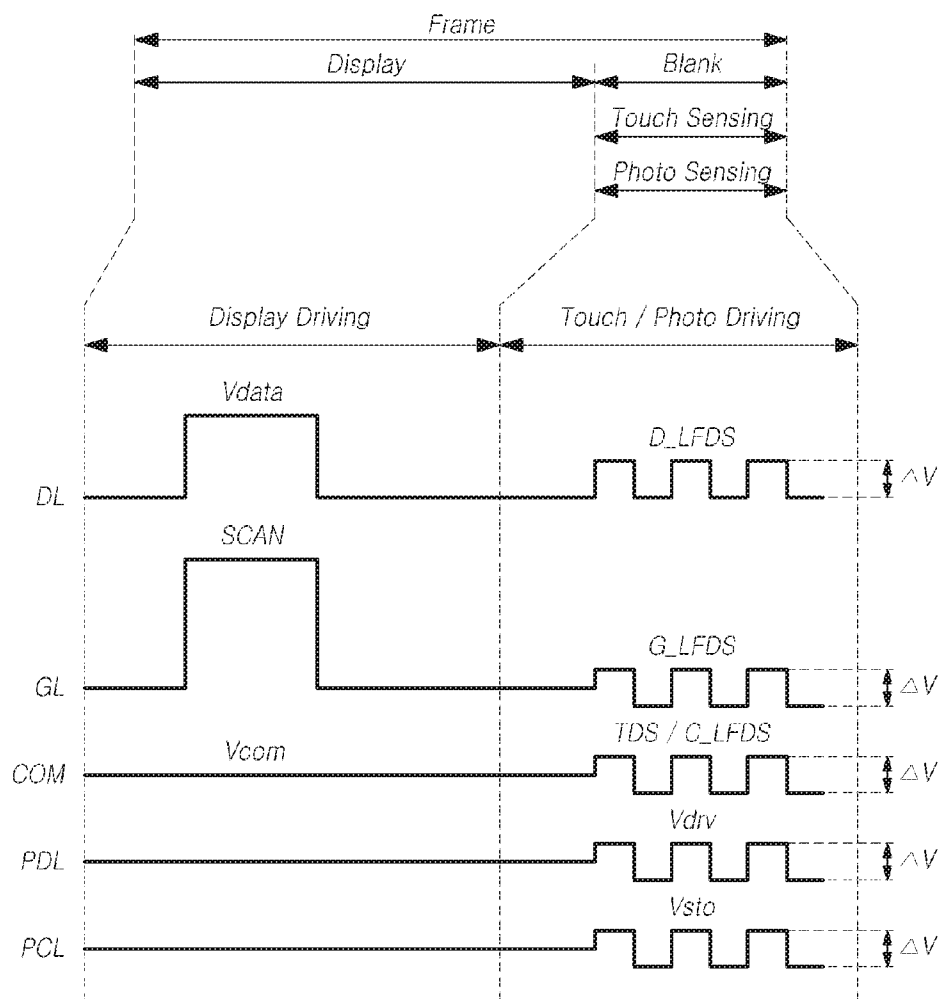 Frame
Display Blank
Touch Sensing
Photo Sensing
Display Driving Touch / Photo Driving
Vdata
D_LFDS
DL △V
SCAN
G_LFDS
GL △V
TDS / C_LFDS
Vcom
COM △V
Vdrv
PDL △V
Vsto
PCL △V